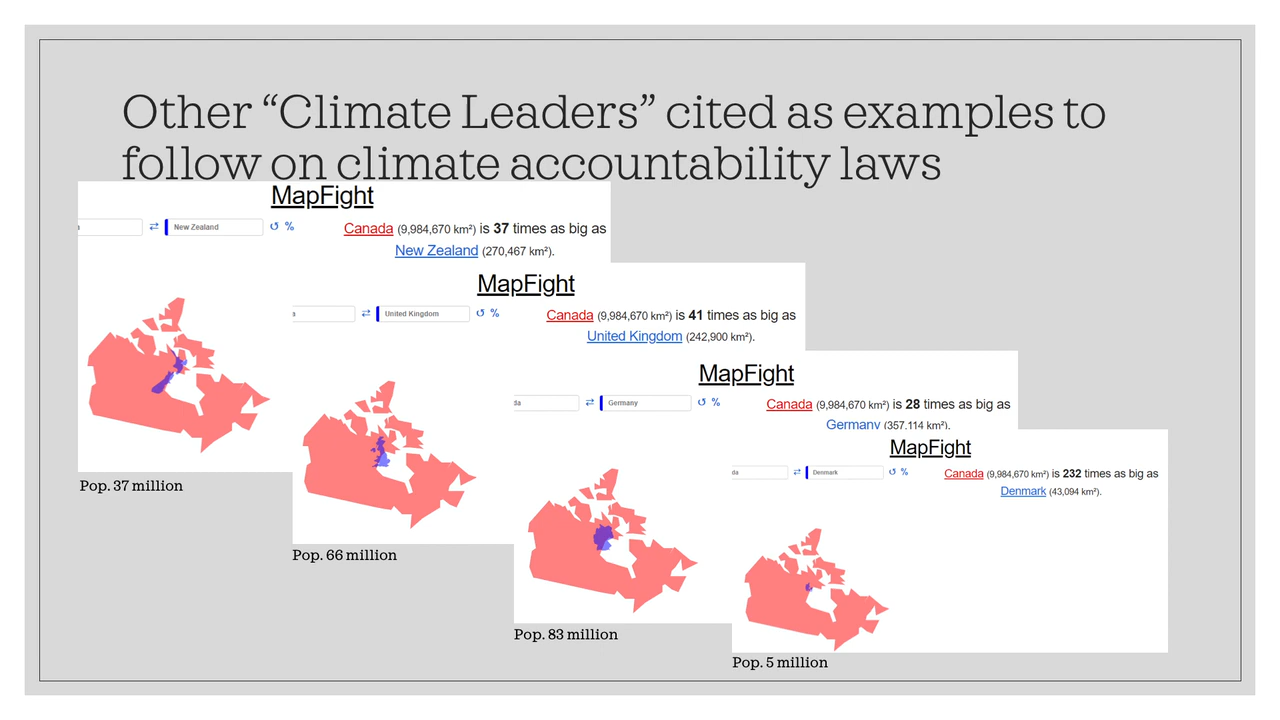 Other “Climate Leaders” cited as examples to
follow on climate accountability laws
MapFight
a
⇄
New Zealand
↺ %
Canada (9,984,670 km²) is 37 times as big as
New Zealand (270,467 km²).
Pop. 37 million
MapFight
a
⇄
United Kingdom
↺ %
Canada (9,984,670 km²) is 41 times as big as
United Kingdom (242,900 km²).
Pop. 66 million
MapFight
da
⇄
Germany
↺ %
Canada (9,984,670 km²) is 28 times as big as
Germany (357,114 km²).
Pop. 83 million
MapFight
da
⇄
Denmark
↺ %
Canada (9,984,670 km²) is 232 times as big as
Denmark (43,094 km²).
Pop. 5 million